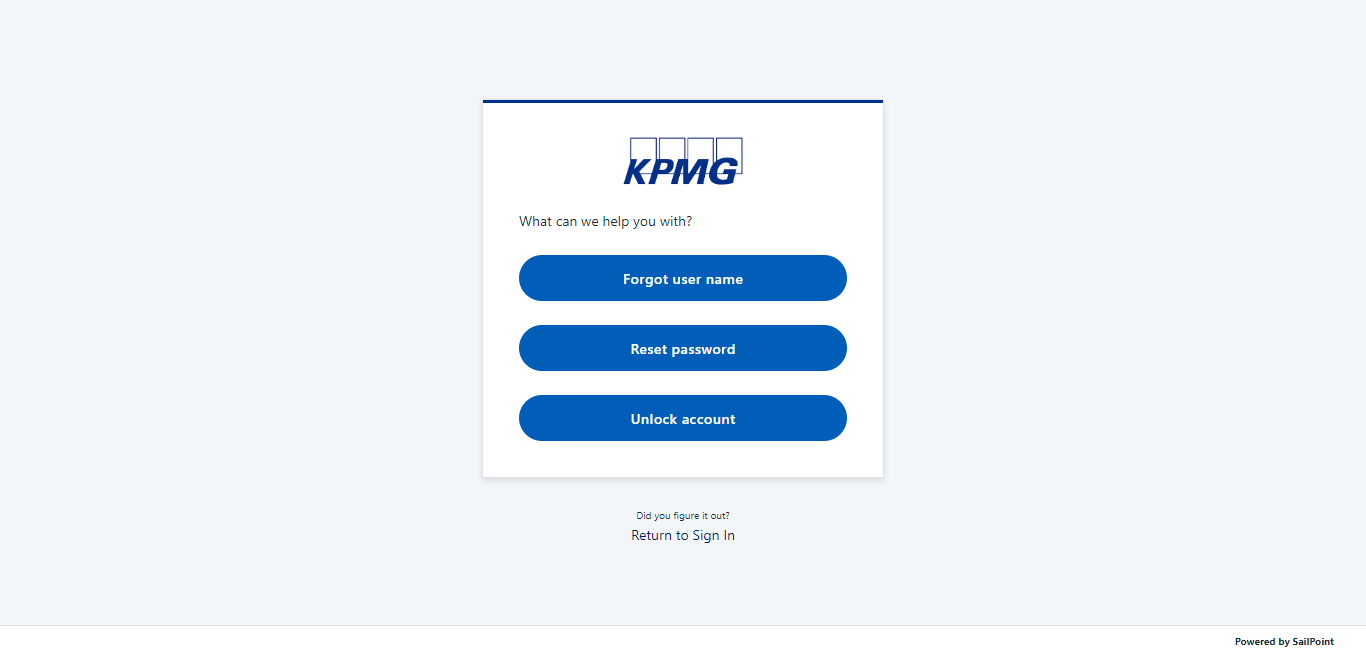 KPMG
What can we help you with?
Forgot user name
Reset password
Unlock account
Did you figure it out?
Return to Sign In
Powered by SailPoint